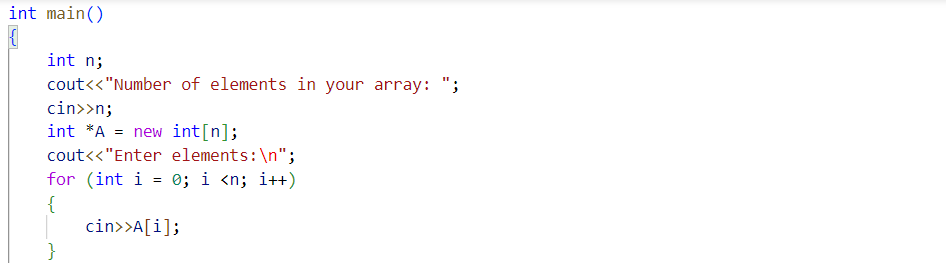 int main()
{
    int n;
    cout<<"Number of elements in your array: ";
    cin>>n;
    int *A = new int[n];
    cout<<"Enter elements:\n";
    for (int i = 0; i <n; i++)
    {
        cin>>A[i];
    }